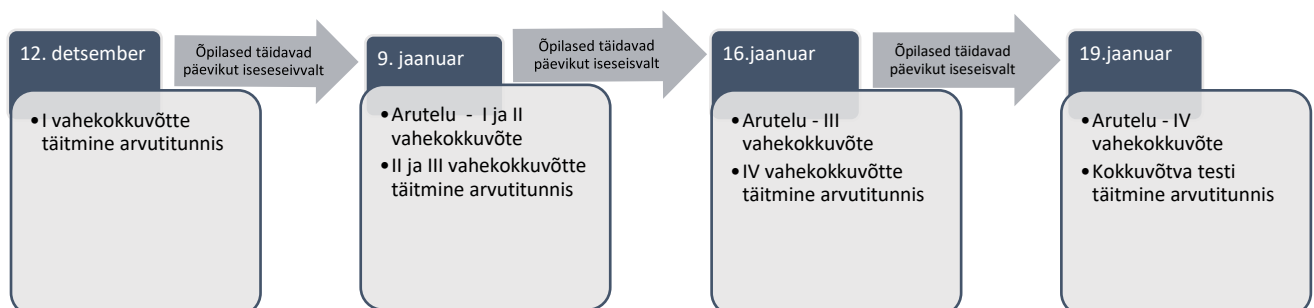 12. detsember
Õpilased täidavad
päevikut iseseseivvalt
9. jaanuar
Õpilased täidavad
päevikut iseseisvalt
16.jaanuar
Õpilased täidavad
päevikut iseseisvalt
19.jaanuar
•I vahekokkuvõtte
täitmine arvutitunnis
•Arutelu - I ja II
vahekokkuvõte
•II ja III vahekokkuvõtte
täitmine arvutitunnis
•Arutelu - III
vahekokkuvõte
•IV vahekokkuvõtte
täitmine arvutitunnis
•Arutelu - IV
vahekokkuvõte
•Kokkuvõtva testi
täitmine arvutitunnis